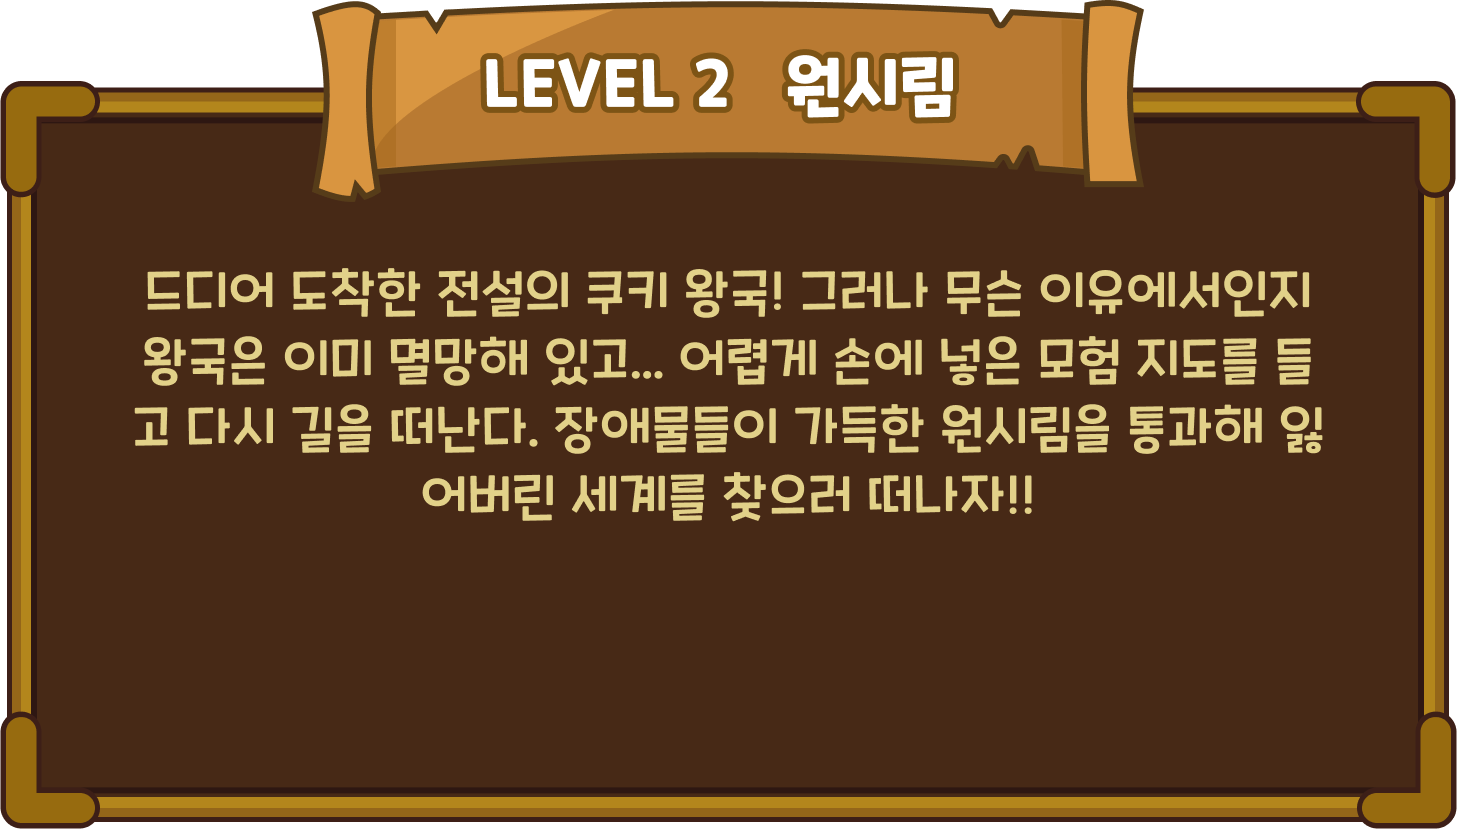 LEVEL 2 원시림
드디어 도착한 전설의 쿠키 왕국! 그러나 무슨 이유에서인지
왕국은 이미 멸망해 있고... 어렵게 손에 넣은 모험 지도를 들
고 다시 길을 떠난다. 장애물들이 가득한 원시림을 통과해 잃
어버린 세계를 찾으러 떠나자!!